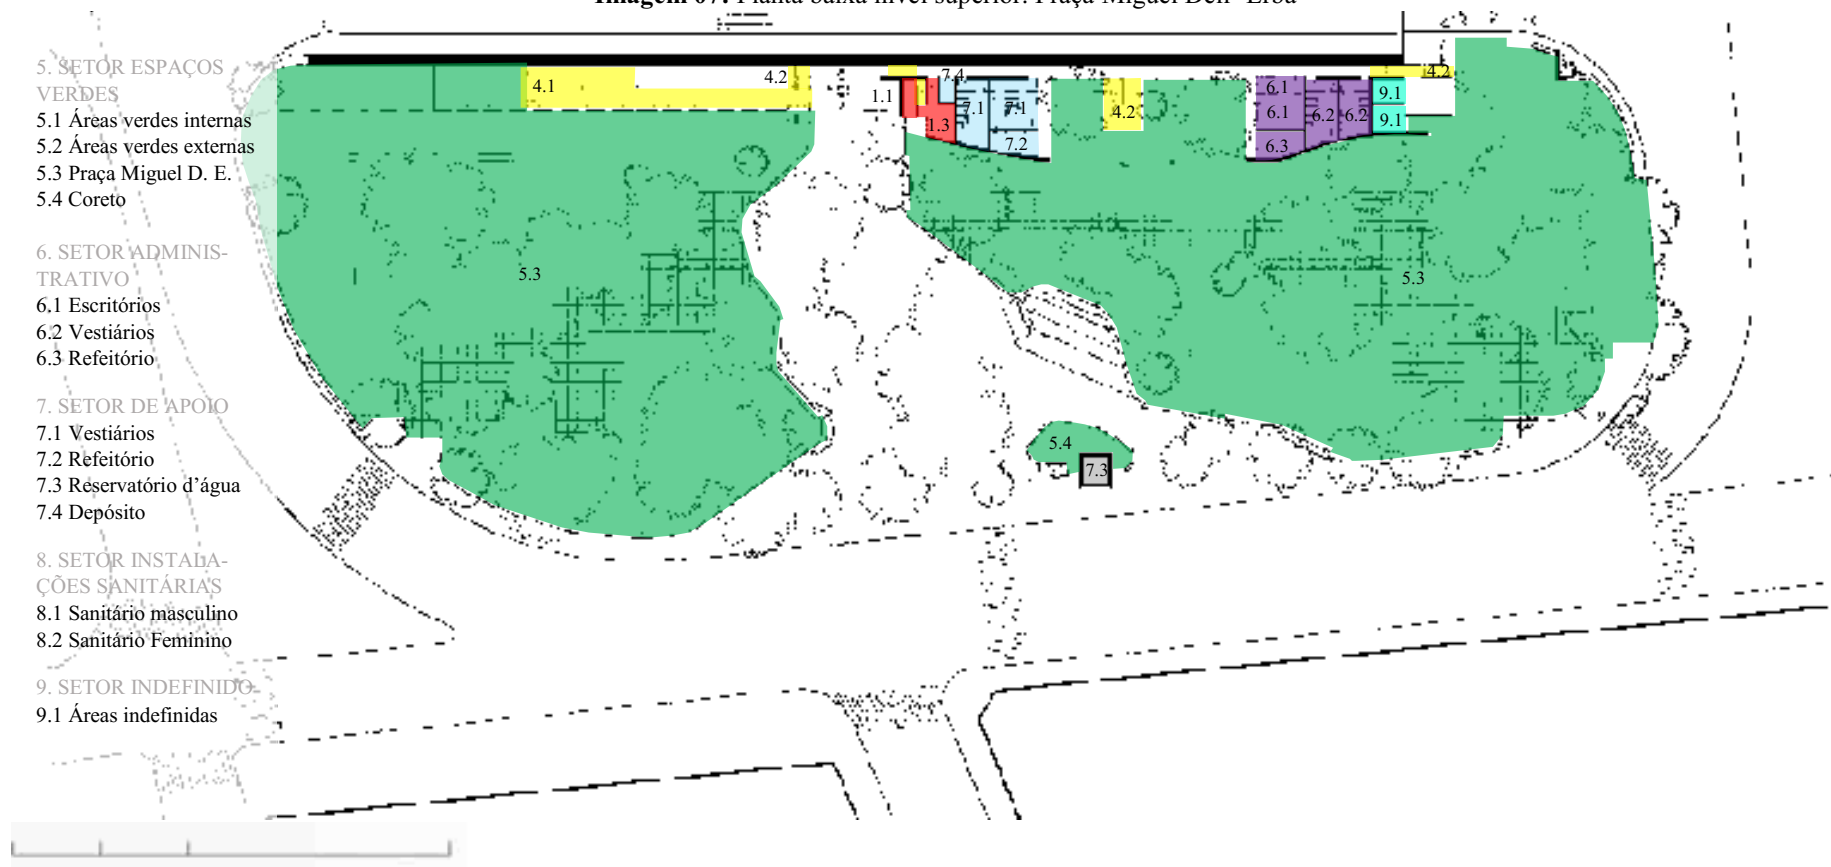 Imagem 07: Planta baixa nível superior. Praça Miguel Dell' Erba
5. SETOR ESPAÇOS
VERDES
5.1 Áreas verdes internas
5.2 Áreas verdes externas
5.3 Praça Miguel D. E.
5.4 Coreto
6. SETOR ADMINIS-
TRATIVO
6.1 Escritórios
6.2 Vestiários
6.3 Refeitório
7. SETOR DE APOIO
7.1 Vestiários
7.2 Refeitório
7.3 Reservatório d’água
7.4 Depósito
8. SETOR INSTALA-
ÇÕES SANITÁRIAS
8.1 Sanitário masculino
8.2 Sanitário Feminino
9. SETOR INDEFINIDO
9.1 Áreas indefinidas
4.1
4.2
1.1
1.3
7.4
7.1
7.1
7.2
4.2
6.1
6.1
6.2
6.2
6.3
9.1
9.1
4.2
5.3
5.3
5.4
7.3